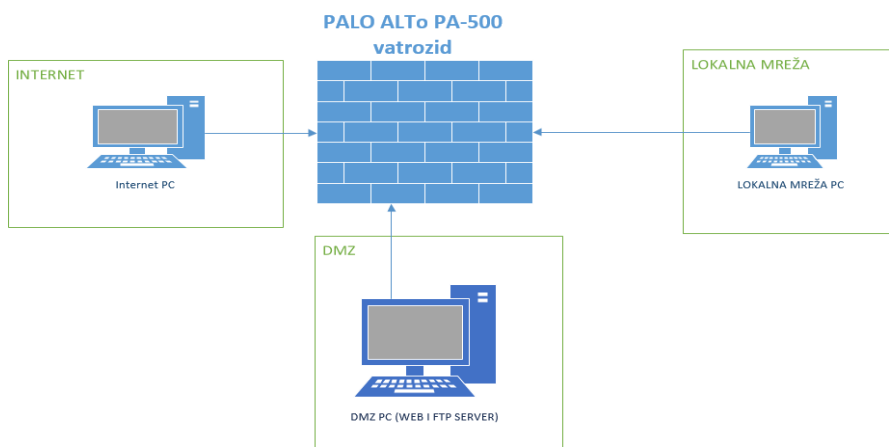 PALO ALTo PA-500
vatrozid
INTERNET
Internet PC
LOKALNA MREŽA
LOKALNA MREŽA PC
DMZ
DMZ PC (WEB I FTP SERVER)